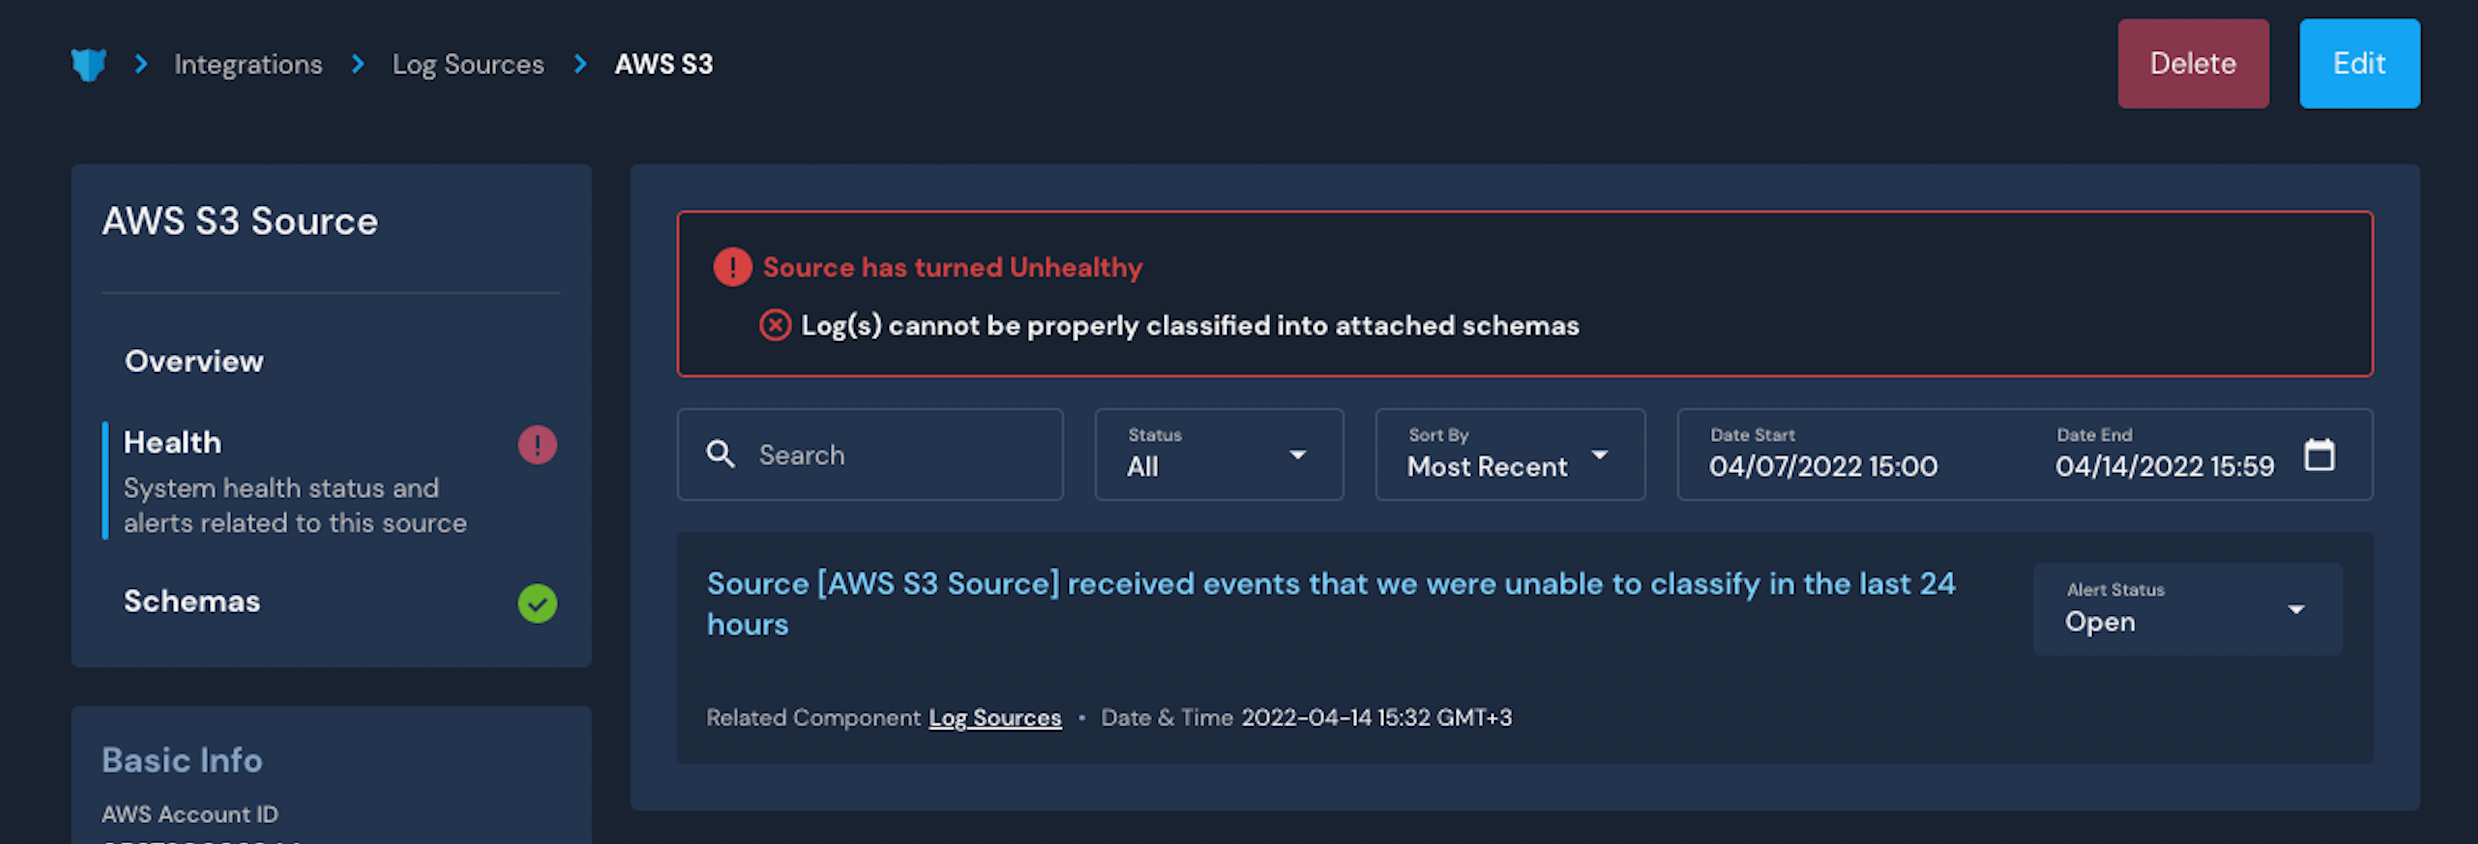 Integrations
Log Sources
AWS S3
Delete
Edit
AWS S3 Source
Overview
Health
System health status and
alerts related to this source
Schemas
Basic Info
AWS Account ID
Source has turned Unhealthy
Log(s) cannot be properly classified into attached schemas
Search
Status
All
Sort By
Most Recent
Date Start
04/07/2022 15:00
Date End
04/14/2022 15:59
Source [AWS S3 Source] received events that we were unable to classify in the last 24
hours
Alert Status
Open
Related Component Log Sources • Date & Time 2022-04-14 15:32 GMT+3